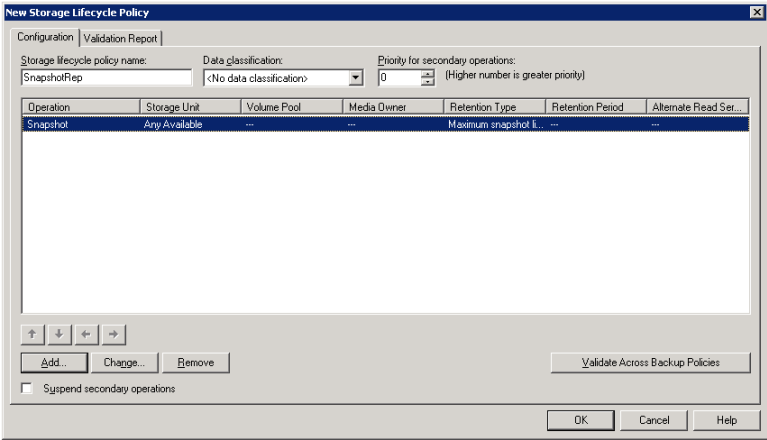 New Storage Lifecycle Policy
Configuration Validation Report
Storage lifecycle policy name: Data classification: Priority for secondary operations:
SnapshotRep <No data classification> 0 (Higher number is greater priority)
Operation Storage Unit Volume Pool Media Owner Retention Type Retention Period Alternate Read Ser...
Snapshot Any Available --- --- Maximum snapshot li... --- ---
Add... Change... Remove Validate Across Backup Policies
Suspend secondary operations
OK Cancel Help